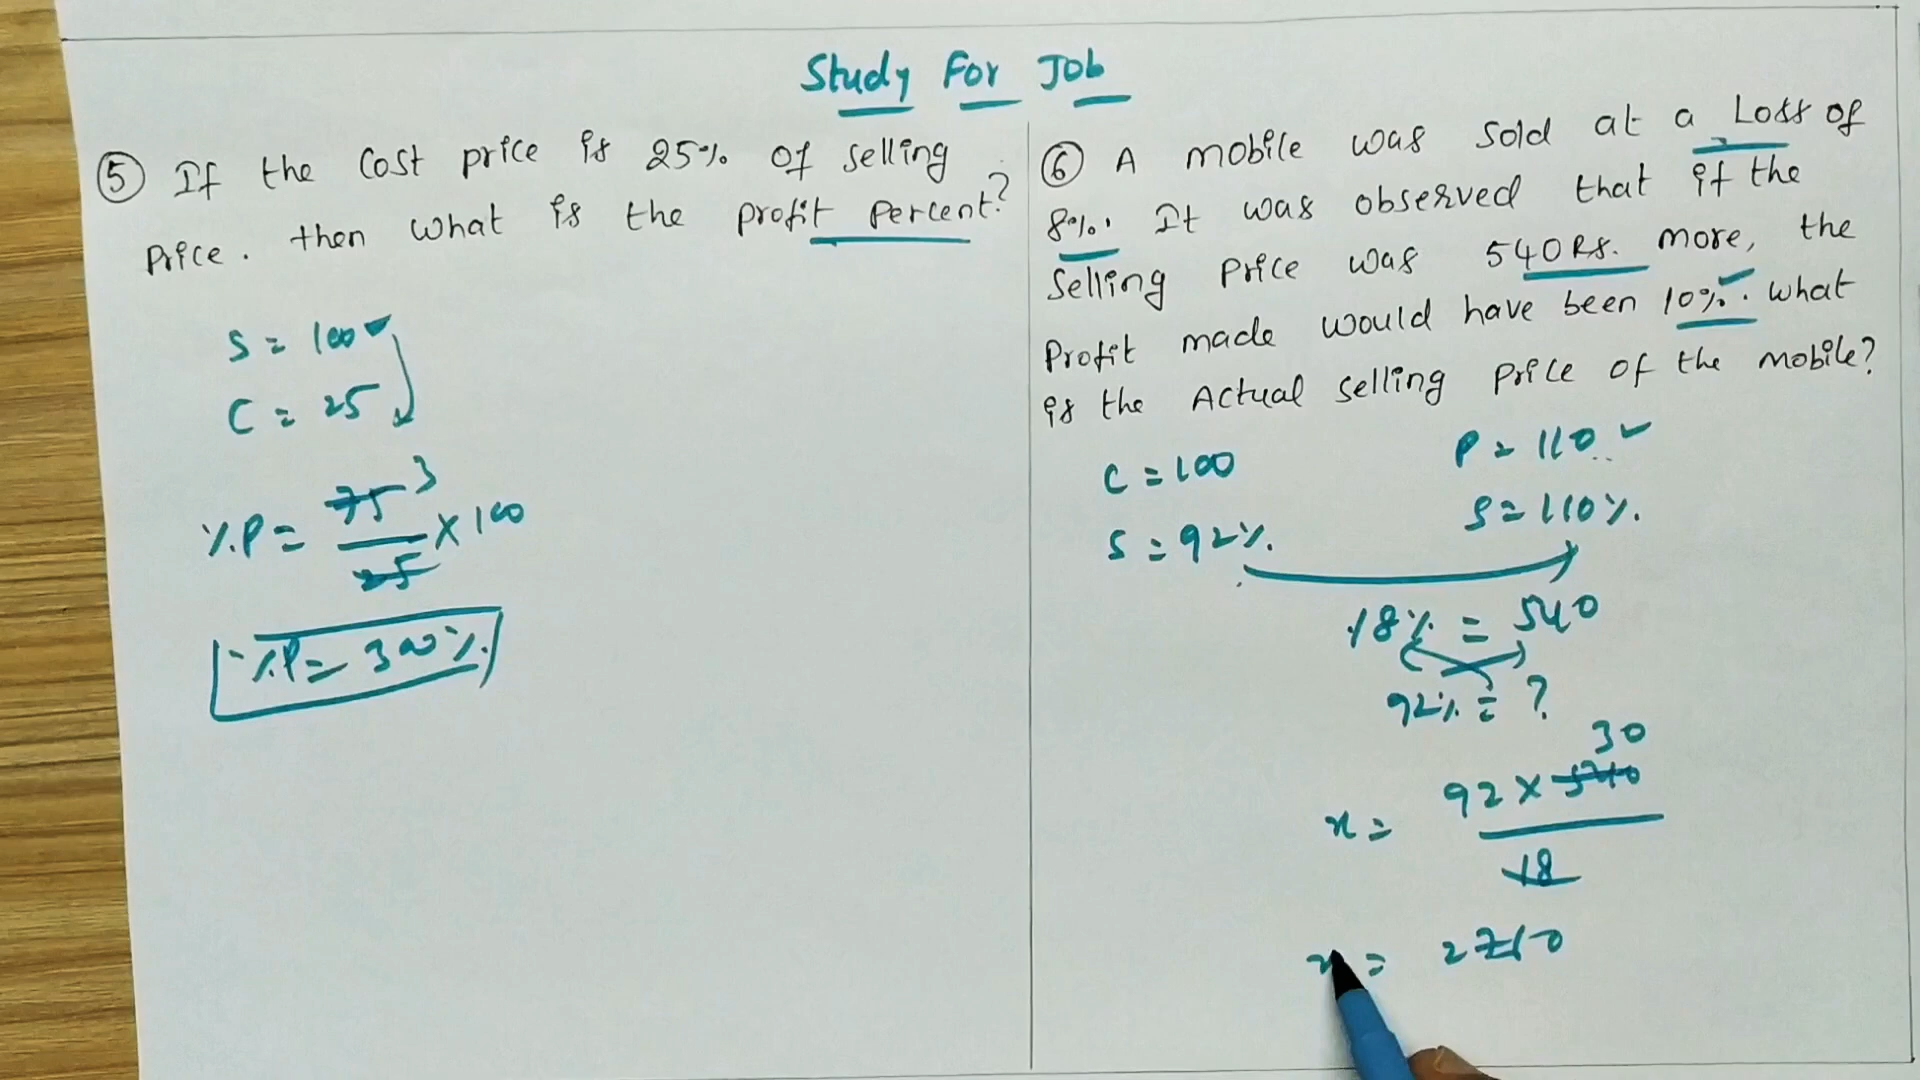 Study For Job
⑤ If the Cost price is 25% of selling
Price. then what is the profit percent?
S = 100
C = 25
%P = 75 3 × 100
25
%P = 300%
⑥ A mobile was sold at a Loss of
8%. It was observed that if the
Selling Price was 540 Rs. more, the
Profit made would have been 10%. what
is the Actual selling price of the mobile?
C = 100 P = 110
S = 92% S = 110%
18% = 540
92% = ?
30
x = 92 × 540
18
x =